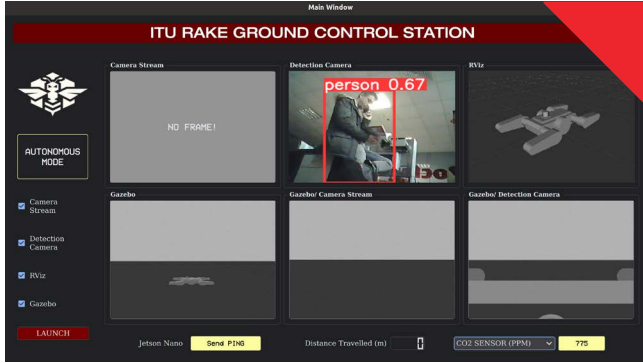 Main Window
ITU RAKE GROUND CONTROL STATION
Camera Stream
Detection Camera
RViz
NO FRAME!
person 0.67
AUTONOMOUS
MODE
Gazebo
Gazebo/ Camera Stream
Gazebo/ Detection Camera
Camera
Stream
Detection
Camera
RViz
Gazebo
LAUNCH
Jetson Nano
Send PING
Distance Travelled (m)
0
CO2 SENSOR (PPM)
775